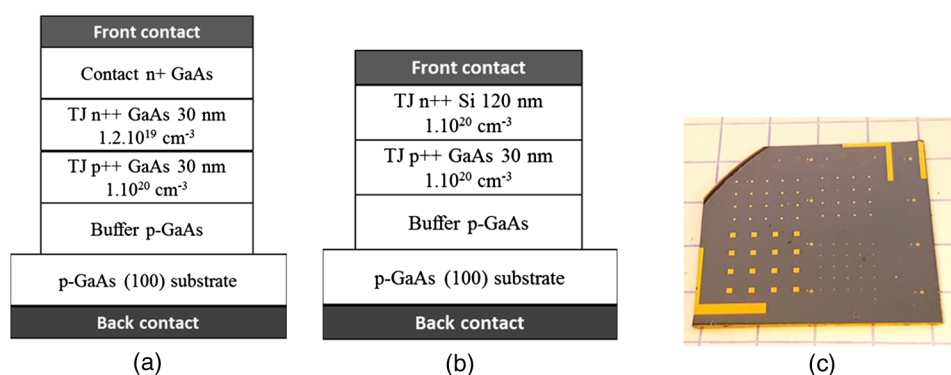 Front contact
Contact n+ GaAs
TJ n++ GaAs 30 nm
1.2.10¹⁹ cm⁻³
TJ p++ GaAs 30 nm
1.10²⁰ cm⁻³
Buffer p-GaAs
p-GaAs (100) substrate
Back contact
(a)
Front contact
TJ n++ Si 120 nm
1.10²⁰ cm⁻³
TJ p++ GaAs 30 nm
1.10²⁰ cm⁻³
Buffer p-GaAs
p-GaAs (100) substrate
Back contact
(b)
(c)